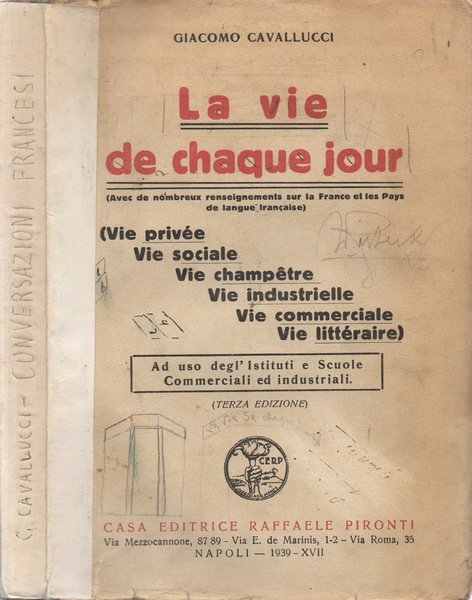 G. CAVALLUCCI - CONVERSAZIONI FRANCESI
GIACOMO CAVALLUCCI
La vie
de chaque jour
(Avec de nombreux renseignements sur la France et les Pays
de langue française)
(Vie privée
Vie sociale
Vie champêtre
Vie industrielle
Vie commerciale
Vie littéraire)
Ad uso degl'Istituti e Scuole
Commerciali ed industriali.
(TERZA EDIZIONE)
CERP
CASA EDITRICE RAFFAELE PIRONTI
Via Mezzocannone, 87 89 - Via E. de Marinis, 1-2 - Via Roma, 35
NAPOLI — 1939 - XVII